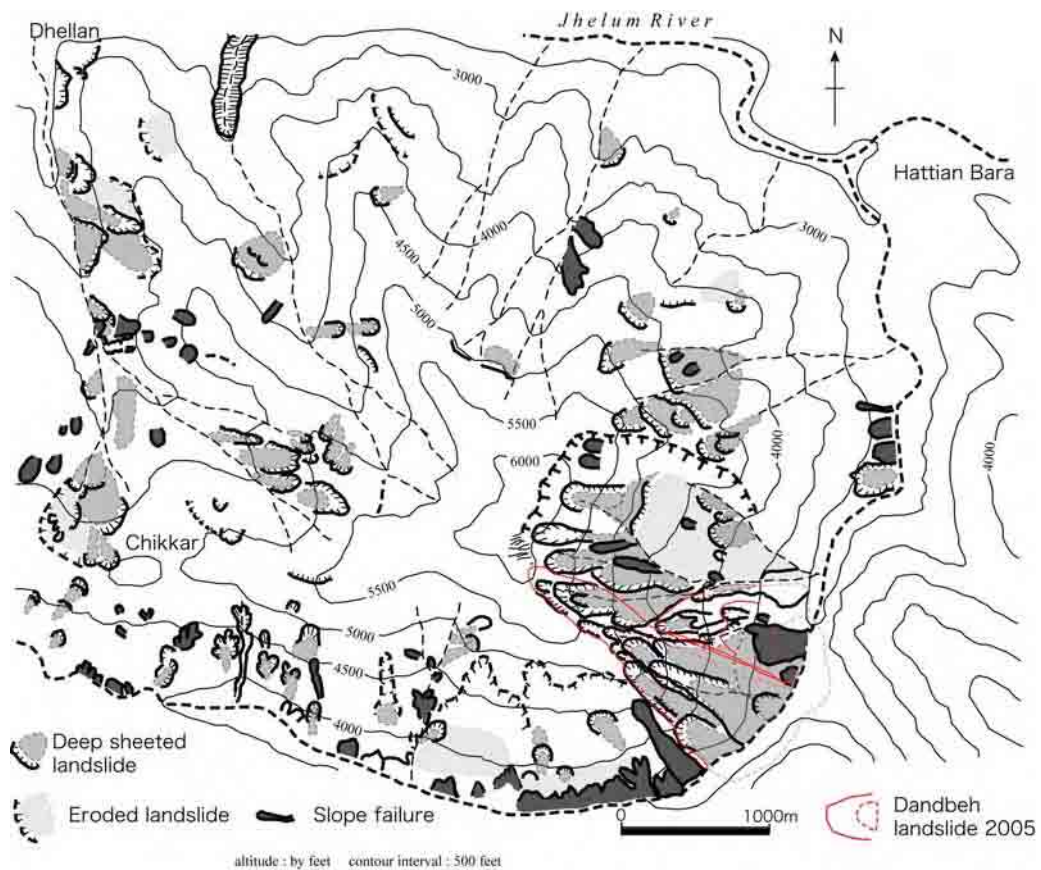 Jhelum River
Dhellan
N
3000
Hattian Bara
4000
4500
3000
5000
5500
4000
6000
4000
Chikkar
5500
5000
4500
4000
Deep sheeted
landslide
Eroded landslide
Slope failure
0
1000m
Dandbeh
landslide 2005
altitude : by feet contour interval : 500 feet